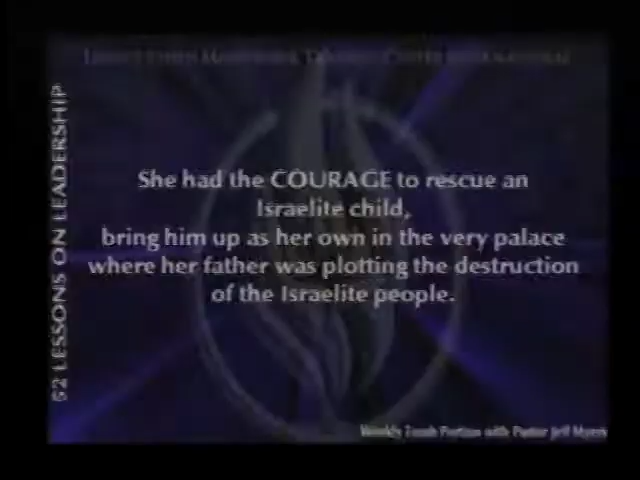 52 LESSONS ON LEADERSHIP
She had the COURAGE to rescue an
Israelite child,
bring him up as her own in the very palace
where her father was plotting the destruction
of the Israelite people.
Weekly Torah Portion with Pastor Jeff Myers